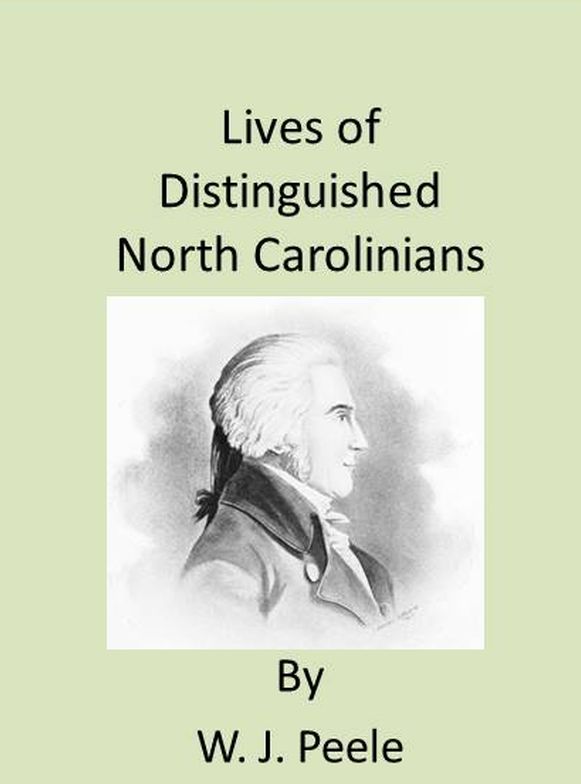 Lives of
Distinguished
North Carolinians
By
W. J. Peele